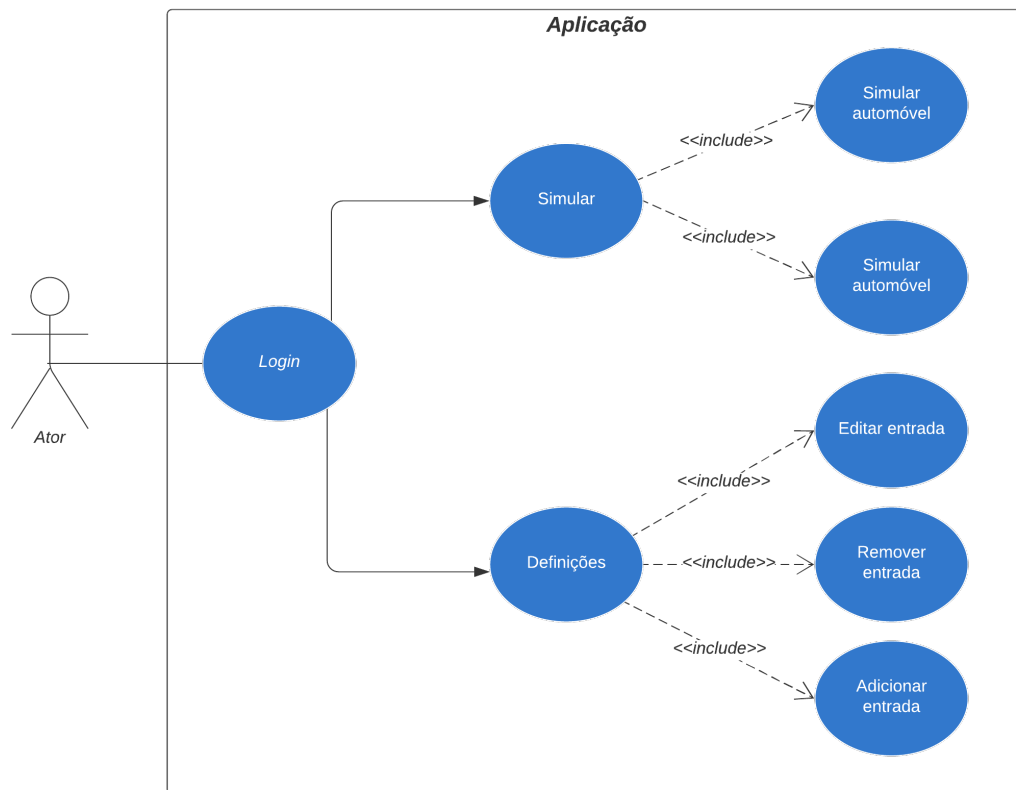 Aplicação
Simular
automóvel
<<include>>
Simular
<<include>>
Simular
automóvel
Login
Ator
Editar entrada
<<include>>
Definições
<<include>>
Remover
entrada
<<include>>
Adicionar
entrada